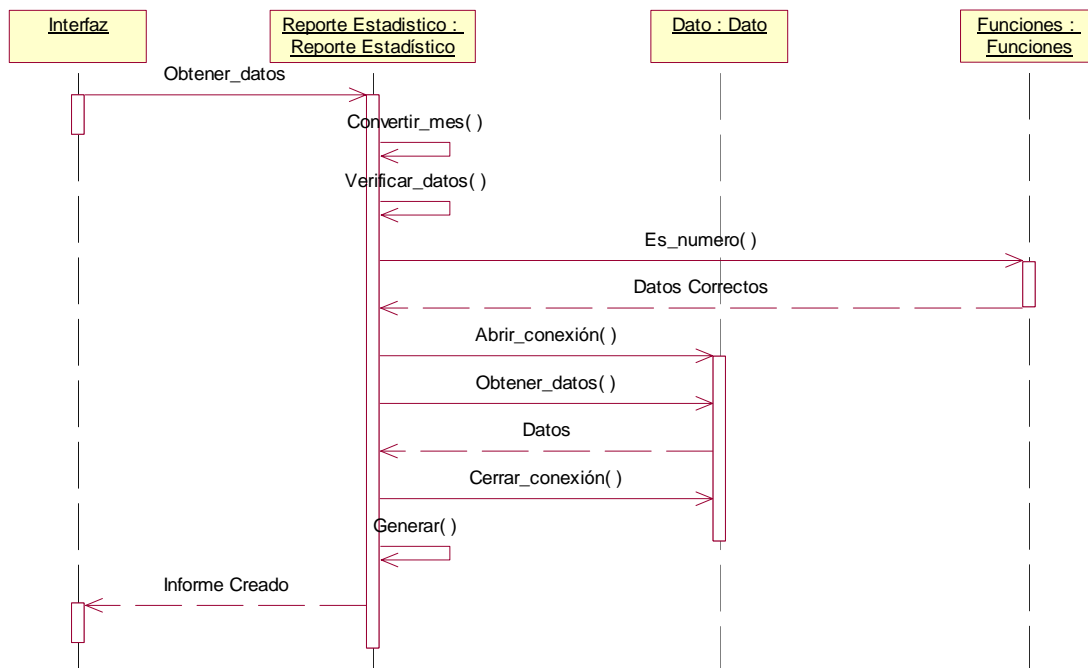 Interfaz
Reporte Estadistico :
Reporte Estadístico
Dato : Dato
Funciones :
Funciones
Obtener_datos
Convertir_mes( )
Verificar_datos( )
Es_numero( )
Datos Correctos
Abrir_conexión( )
Obtener_datos( )
Datos
Cerrar_conexión( )
Generar( )
Informe Creado